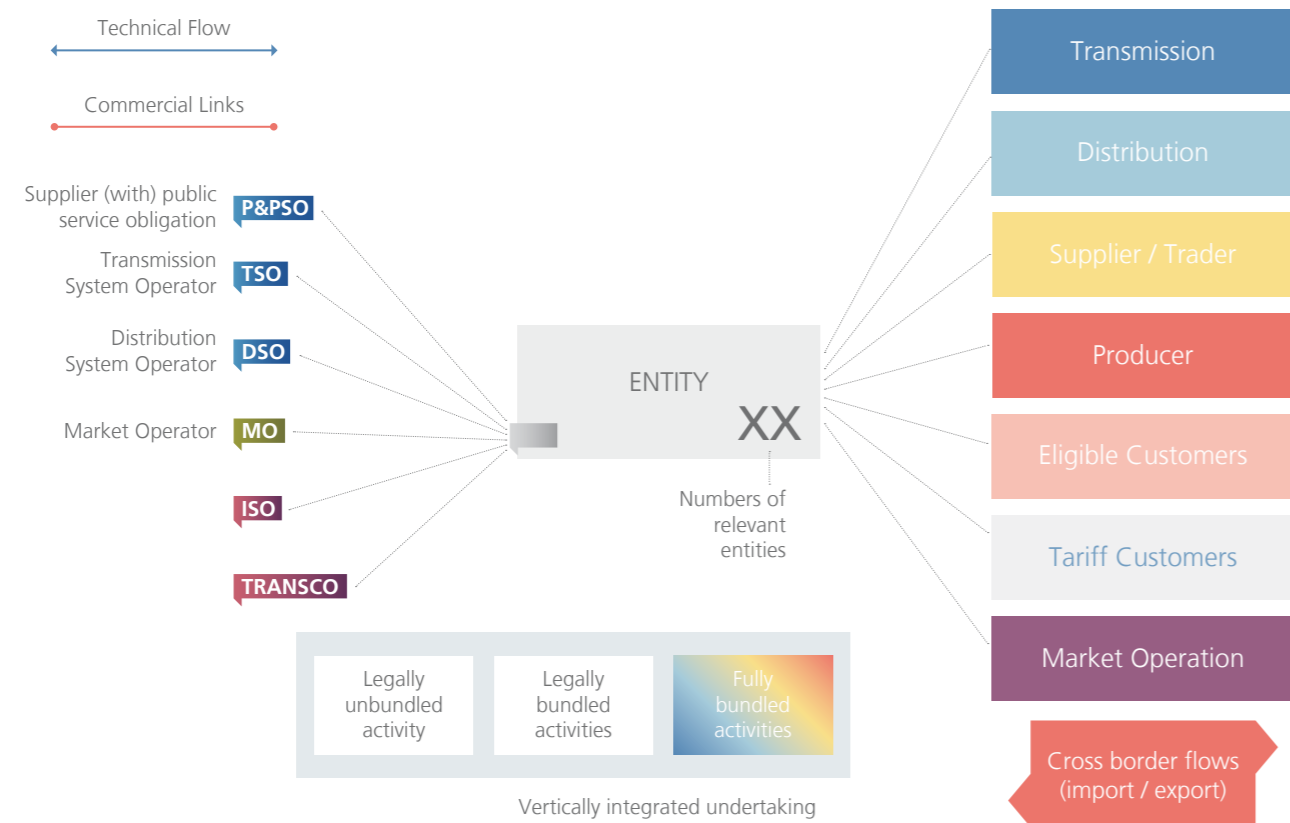 Technical Flow
Commercial Links
Supplier (with) public
service obligation
P&PSO
Transmission
System Operator
TSO
Distribution
System Operator
DSO
Market Operator
MO
ISO
TRANSCO
ENTITY
XX
Numbers of
relevant
entities
Transmission
Distribution
Supplier / Trader
Producer
Eligible Customers
Tariff Customers
Market Operation
Cross border flows
(import / export)
Legally
unbundled
activity
Legally
bundled
activities
Fully
bundled
activities
Vertically integrated undertaking